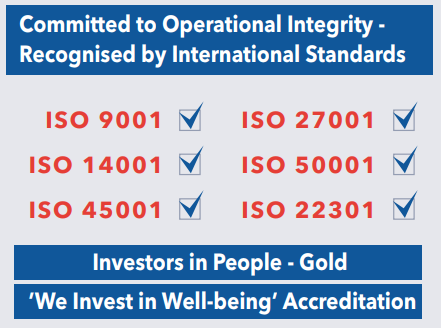 Committed to Operational Integrity -
Recognised by International Standards
ISO 9001 ISO 27001
ISO 14001 ISO 50001
ISO 45001 ISO 22301
Investors in People - Gold
’We Invest in Well-being’ Accreditation